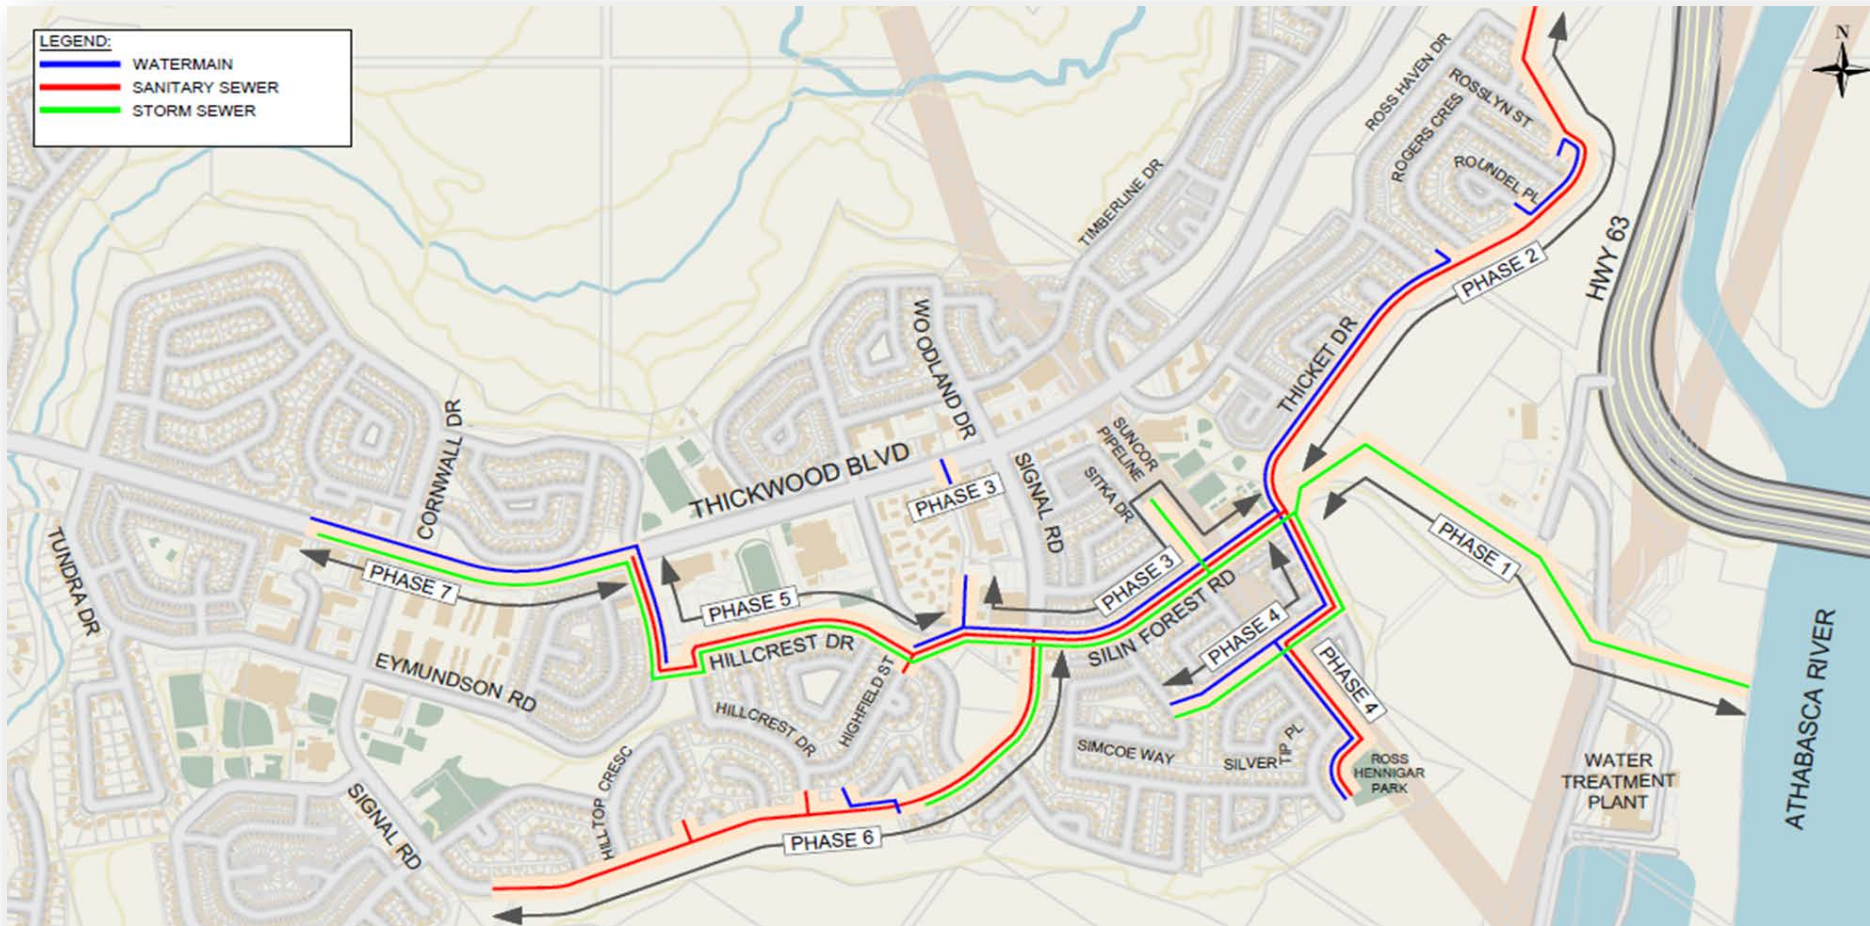 LEGEND:
WATERMAIN
SANITARY SEWER
STORM SEWER
N
ROSS HAVEN DR
ROSSLYN ST
ROGERS CRES
ROUNDEL PL
TIMBERLINE DR
HWY 63
PHASE 2
THICKET DR
WOODLAND DR
CORNWALL DR
THICKWOOD BLVD
SUNCOR
PIPELINE
SITKA DR
SIGNAL RD
PHASE 3
PHASE 1
TUNDRA DR
PHASE 7
PHASE 5
PHASE 3
SILIN FOREST RD
PHASE 4
PHASE 4
HILLCREST DR
EYMUNDSON RD
HIGHFIELD ST
HILLCREST DR
SIMCOE WAY
SILVER
TIP PL
ROSS
HENNIGAR
PARK
WATER
TREATMENT
PLANT
ATHABASCA RIVER
HILLTOP CRESC
SIGNAL RD
PHASE 6